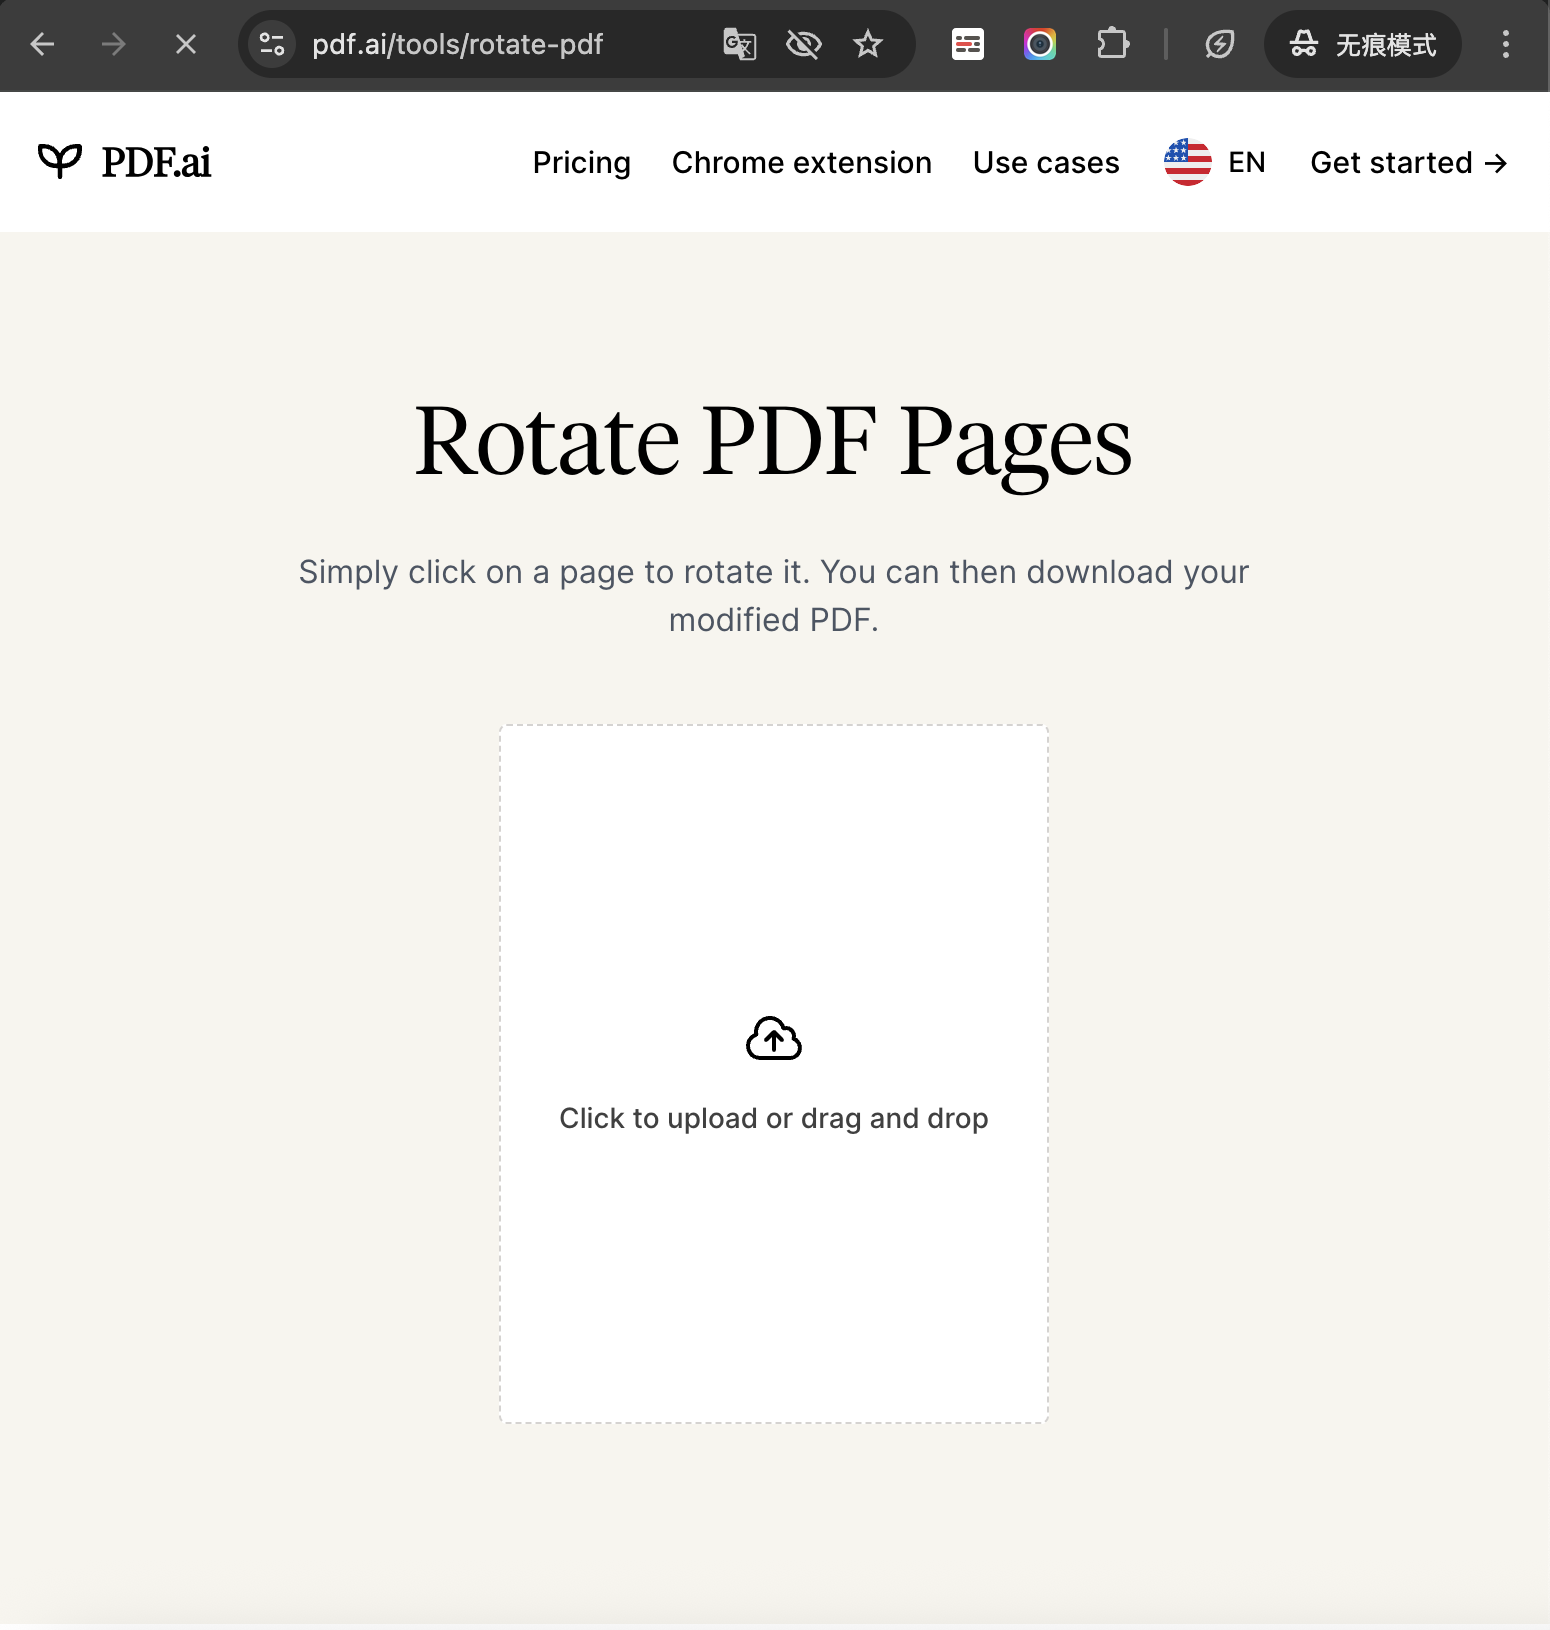 pdf.ai/tools/rotate-pdf
无痕模式
PDF.ai
Pricing
Chrome extension
Use cases
EN
Get started →
Rotate PDF Pages
Simply click on a page to rotate it. You can then download your
modified PDF.
Click to upload or drag and drop